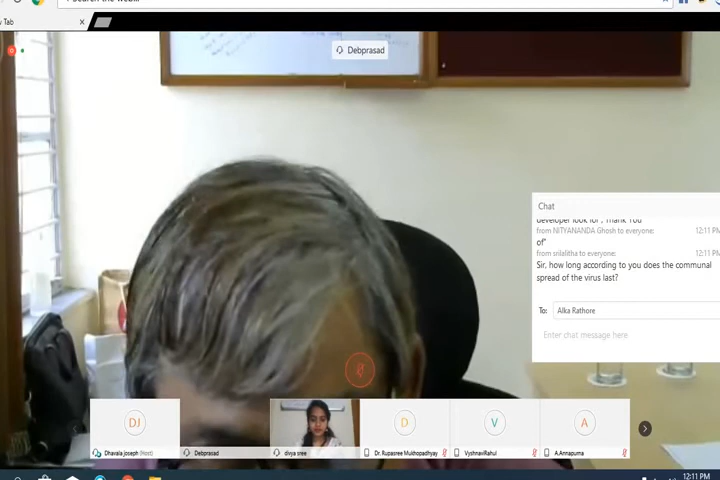 Search the web
Tab
Debprasad
Chat
developer look for". Thank You
from NITYANANDA Ghosh to everyone: 12:11 PM
of"
from srilalitha to everyone: 12:11 PM
Sir, how long according to you does the communal
spread of the virus last?
To: Alka Rathore
Enter chat message here
DJ D V A
Dhavala joseph (Host) Debprasad divya sree Dr. Rupasree Mukhopadhyay VyshnaviRahul A.Annapurna
12:11 PM